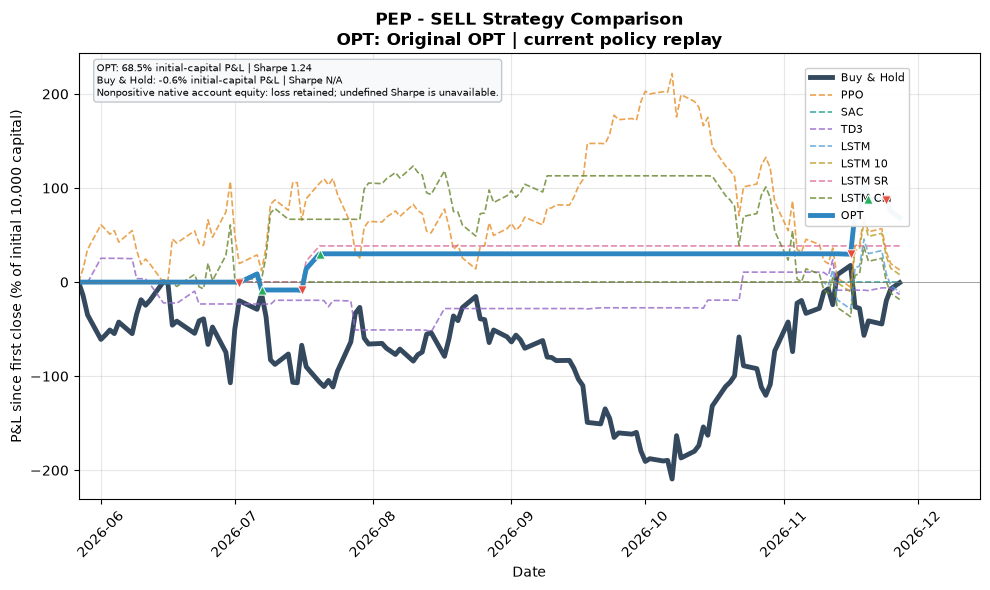 PEP - SELL Strategy Comparison
OPT: Original OPT | current policy replay
OPT: 68.5% initial-capital P&L | Sharpe 1.24
Buy & Hold: -0.6% initial-capital P&L | Sharpe N/A
Nonpositive native account equity: loss retained; undefined Sharpe is unavailable.
Buy & Hold
PPO
SAC
TD3
LSTM
LSTM 10
LSTM SR
LSTM
OPT
P&L since first close (% of initial 10,000 capital)
200
100
0
−100
−200
2026-06
2026-07
2026-08
2026-09
2026-10
2026-11
2026-12
Date